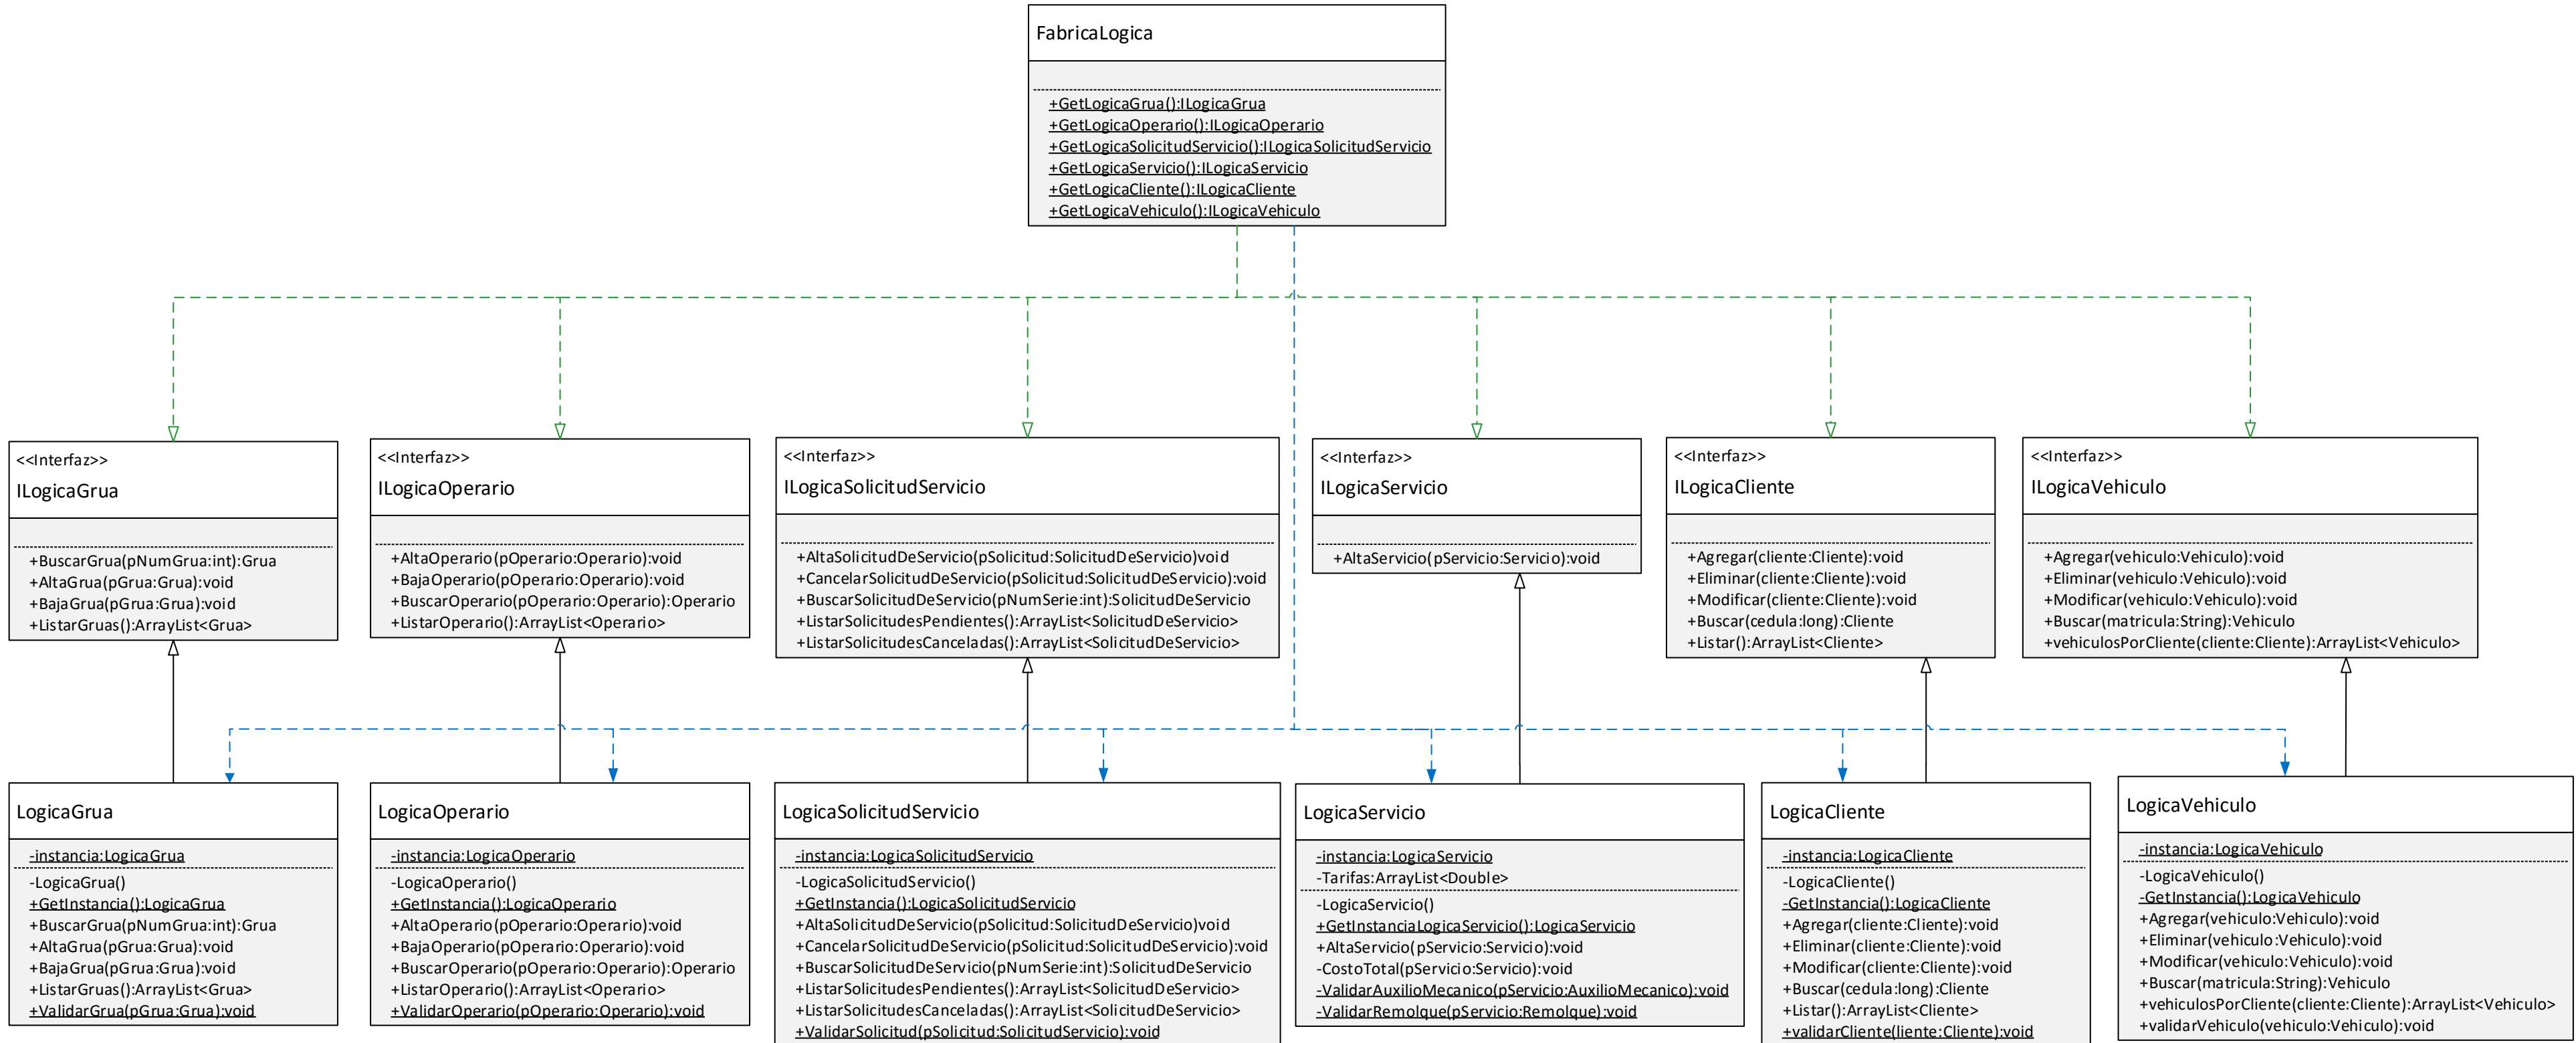 FabricaLogica
+GetLogicaGrua():ILogicaGrua
+GetLogicaOperario():ILogicaOperario
+GetLogicaSolicitudServicio():ILogicaSolicitudServicio
+GetLogicaServicio():ILogicaServicio
+GetLogicaCliente():ILogicaCliente
+GetLogicaVehiculo():ILogicaVehiculo
<<Interfaz>>
ILogicaGrua
+BuscarGrua(pNumGrua:int):Grua
+AltaGrua(pGrua:Grua):void
+BajaGrua(pGrua:Grua):void
+ListarGruas():ArrayList<Grua>
<<Interfaz>>
ILogicaOperario
+AltaOperario(pOperario:Operario):void
+BajaOperario(pOperario:Operario):void
+BuscarOperario(pOperario:Operario):Operario
+ListarOperario():ArrayList<Operario>
<<Interfaz>>
ILogicaSolicitudServicio
+AltaSolicitudDeServicio(pSolicitud:SolicitudDeServicio)void
+CancelarSolicitudDeServicio(pSolicitud:SolicitudDeServicio):void
+BuscarSolicitudDeServicio(pNumSerie:int):SolicitudDeServicio
+ListarSolicitudesPendientes():ArrayList<SolicitudDeServicio>
+ListarSolicitudesCanceladas():ArrayList<SolicitudDeServicio>
<<Interfaz>>
ILogicaServicio
+AltaServicio(pServicio:Servicio):void
<<Interfaz>>
ILogicaCliente
+Agregar(cliente:Cliente):void
+Eliminar(cliente:Cliente):void
+Modificar(cliente:Cliente):void
+Buscar(cedula:long):Cliente
+Listar():ArrayList<Cliente>
<<Interfaz>>
ILogicaVehiculo
+Agregar(vehiculo:Vehiculo):void
+Eliminar(vehiculo:Vehiculo):void
+Modificar(vehiculo:Vehiculo):void
+Buscar(matricula:String):Vehiculo
+vehiculosPorCliente(cliente:Cliente):ArrayList<Vehiculo>
LogicaGrua
-instancia:LogicaGrua
-LogicaGrua()
+GetInstancia():LogicaGrua
+BuscarGrua(pNumGrua:int):Grua
+AltaGrua(pGrua:Grua):void
+BajaGrua(pGrua:Grua):void
+ListarGruas():ArrayList<Grua>
+ValidarGrua(pGrua:Grua):void
LogicaOperario
-instancia:LogicaOperario
-LogicaOperario()
+GetInstancia():LogicaOperario
+AltaOperario(pOperario:Operario):void
+BajaOperario(pOperario:Operario):void
+BuscarOperario(pOperario:Operario):Operario
+ListarOperario():ArrayList<Operario>
+ValidarOperario(pOperario:Operario):void
LogicaSolicitudServicio
-instancia:LogicaSolicitudServicio
-LogicaSolicitudServicio()
+GetInstancia():LogicaSolicitudServicio
+AltaSolicitudDeServicio(pSolicitud:SolicitudDeServicio)void
+CancelarSolicitudDeServicio(pSolicitud:SolicitudDeServicio):void
+BuscarSolicitudDeServicio(pNumSerie:int):SolicitudDeServicio
+ListarSolicitudesPendientes():ArrayList<SolicitudDeServicio>
+ListarSolicitudesCanceladas():ArrayList<SolicitudDeServicio>
+ValidarSolicitud(pSolicitud:SolicitudServicio):void
LogicaServicio
-instancia:LogicaServicio
-Tarifas:ArrayList<Double>
-LogicaServicio()
+GetInstanciaLogicaServicio():LogicaServicio
+AltaServicio(pServicio:Servicio):void
-CostoTotal(pServicio:Servicio):void
-ValidarAuxilioMecanico(pServicio:AuxilioMecanico):void
-ValidarRemolque(pServicio:Remolque):void
LogicaCliente
-instancia:LogicaCliente
-LogicaCliente()
-GetInstancia():LogicaCliente
+Agregar(cliente:Cliente):void
+Eliminar(cliente:Cliente):void
+Modificar(cliente:Cliente):void
+Buscar(cedula:long):Cliente
+Listar():ArrayList<Cliente>
+validarCliente(liente:Cliente):void
LogicaVehiculo
-instancia:LogicaVehiculo
-LogicaVehiculo()
-GetInstancia():LogicaVehiculo
+Agregar(vehiculo:Vehiculo):void
+Eliminar(vehiculo:Vehiculo):void
+Modificar(vehiculo:Vehiculo):void
+Buscar(matricula:String):Vehiculo
+vehiculosPorCliente(cliente:Cliente):ArrayList<Vehiculo>
+validarVehiculo(vehiculo:Vehiculo):void